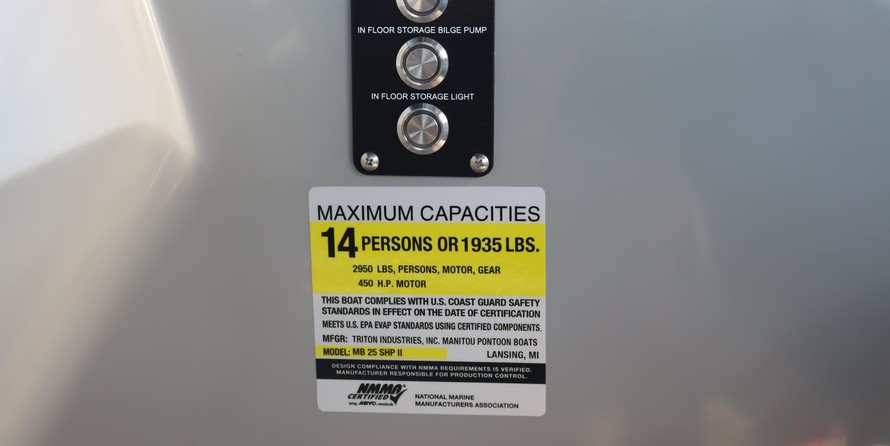 IN FLOOR STORAGE BILGE PUMP
IN FLOOR STORAGE LIGHT
MAXIMUM CAPACITIES
14 PERSONS OR 1935 LBS.
2950 LBS, PERSONS, MOTOR, GEAR
450 H.P. MOTOR
THIS BOAT COMPLIES WITH U.S. COAST GUARD SAFETY
STANDARDS IN EFFECT ON THE DATE OF CERTIFICATION
MEETS U.S. EPA EVAP STANDARDS USING CERTIFIED COMPONENTS.
MFGR: TRITON INDUSTRIES, INC. MANITOU PONTOON BOATS
MODEL: MB 25 SHP II LANSING, MI
DESIGN COMPLIANCE WITH NMMA REQUIREMENTS IS VERIFIED.
MANUFACTURER RESPONSIBLE FOR PRODUCTION CONTROL.
NMMA
CERTIFIED
using ABYC standards
NATIONAL MARINE
MANUFACTURERS ASSOCIATION